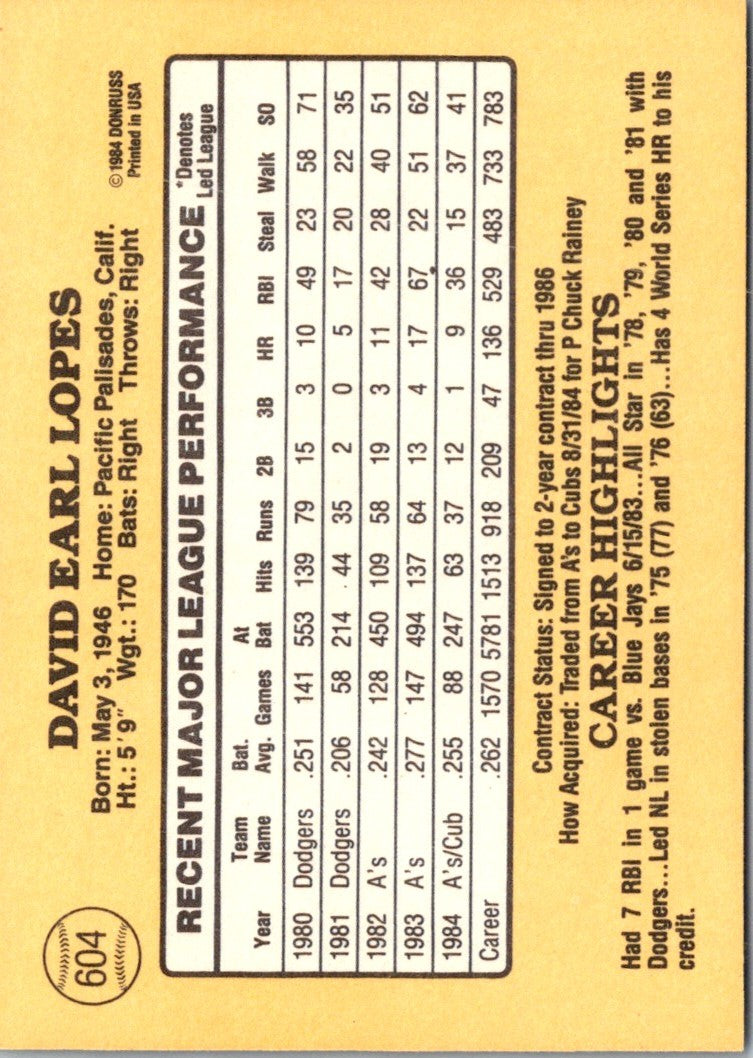 604
DAVID EARL LOPES
Born: May 3, 1946 Home: Pacific Palisades, Calif.
Ht.: 5'9" Wgt.: 170 Bats: Right Throws: Right
©1984 DONRUSS
Printed in USA
RECENT MAJOR LEAGUE PERFORMANCE *Denotes Led League
Year Team Name Bat. Avg. Games At Bat Hits Runs 2B 3B HR RBI Steal Walk SO
1980 Dodgers .251 141 553 139 79 15 3 10 49 23 58 71
1981 Dodgers .206 58 214 44 35 2 0 5 17 20 22 35
1982 A's .242 128 450 109 58 19 3 11 42 28 40 51
1983 A's .277 147 494 137 64 13 4 17 67 22 51 62
1984 A's/Cub .255 88 247 63 37 12 1 9 36 15 37 41
Career .262 1570 5781 1513 918 209 47 136 529 483 733 783
Contract Status: Signed to 2-year contract thru 1986
How Acquired: Traded from A's to Cubs 8/31/84 for P Chuck Rainey
CAREER HIGHLIGHTS
Had 7 RBI in 1 game vs. Blue Jays 6/15/83...All Star in '78, '79, '80 and '81 with
Dodgers...Led NL in stolen bases in '75 (77) and '76 (63)...Has 4 World Series HR to his
credit.